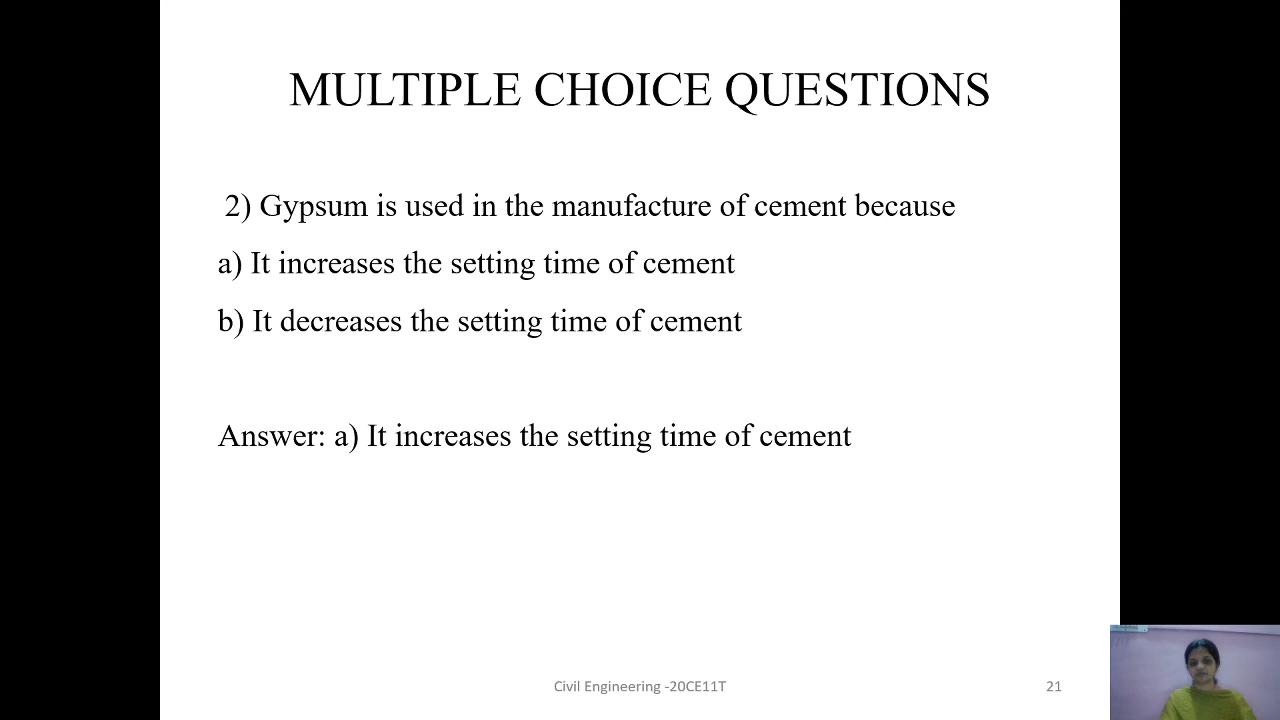 MULTIPLE CHOICE QUESTIONS
2) Gypsum is used in the manufacture of cement because
a) It increases the setting time of cement
b) It decreases the setting time of cement
Answer: a) It increases the setting time of cement
Civil Engineering -20CE11T
21